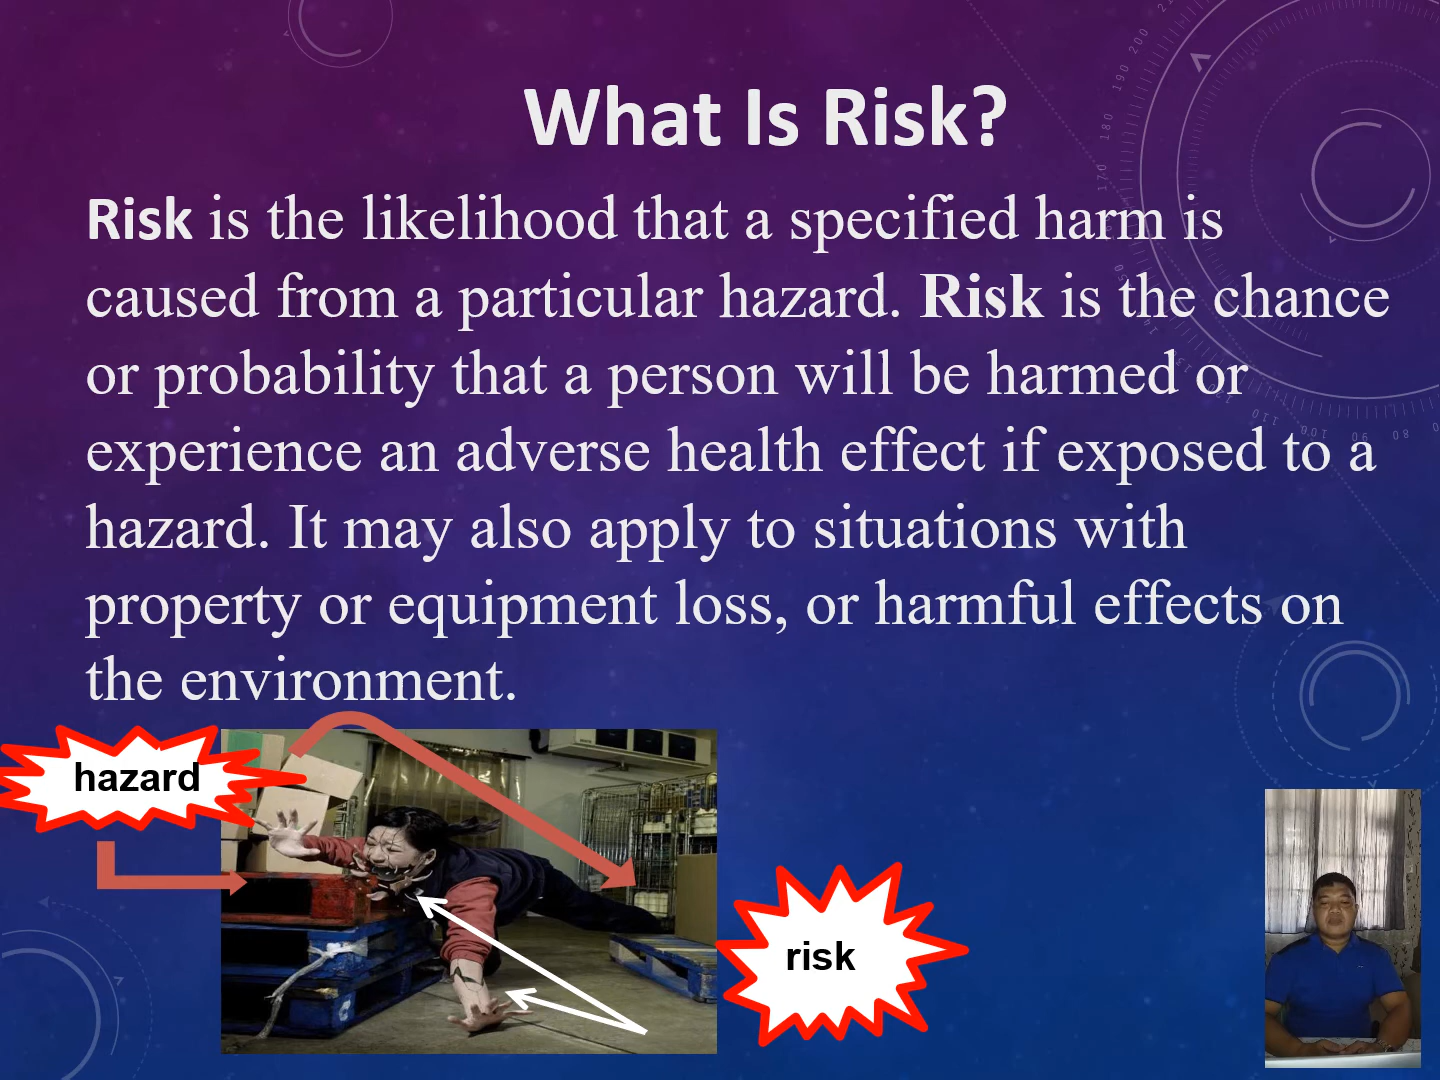 What Is Risk?
Risk is the likelihood that a specified harm is
caused from a particular hazard. Risk is the chance
or probability that a person will be harmed or
experience an adverse health effect if exposed to a
hazard. It may also apply to situations with
property or equipment loss, or harmful effects on
the environment.
hazard
risk